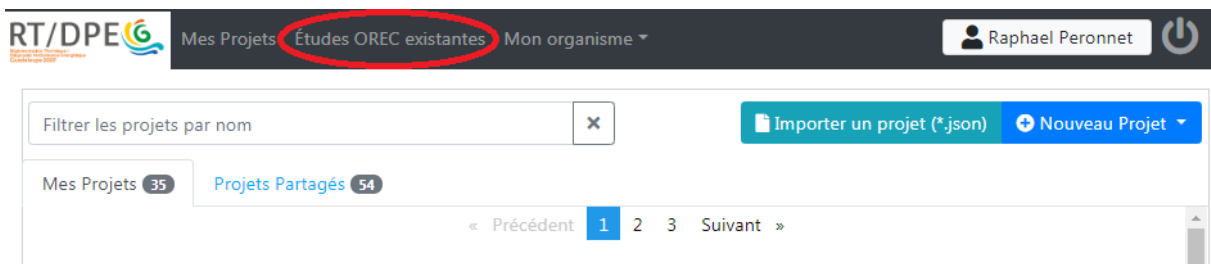 RT/DPE
Mes Projets Études OREC existantes Mon organisme
Raphael Peronnet
Filtrer les projets par nom
Importer un projet (*.json) Nouveau Projet
Mes Projets 35 Projets Partagés 54
« Précédent 1 2 3 Suivant »